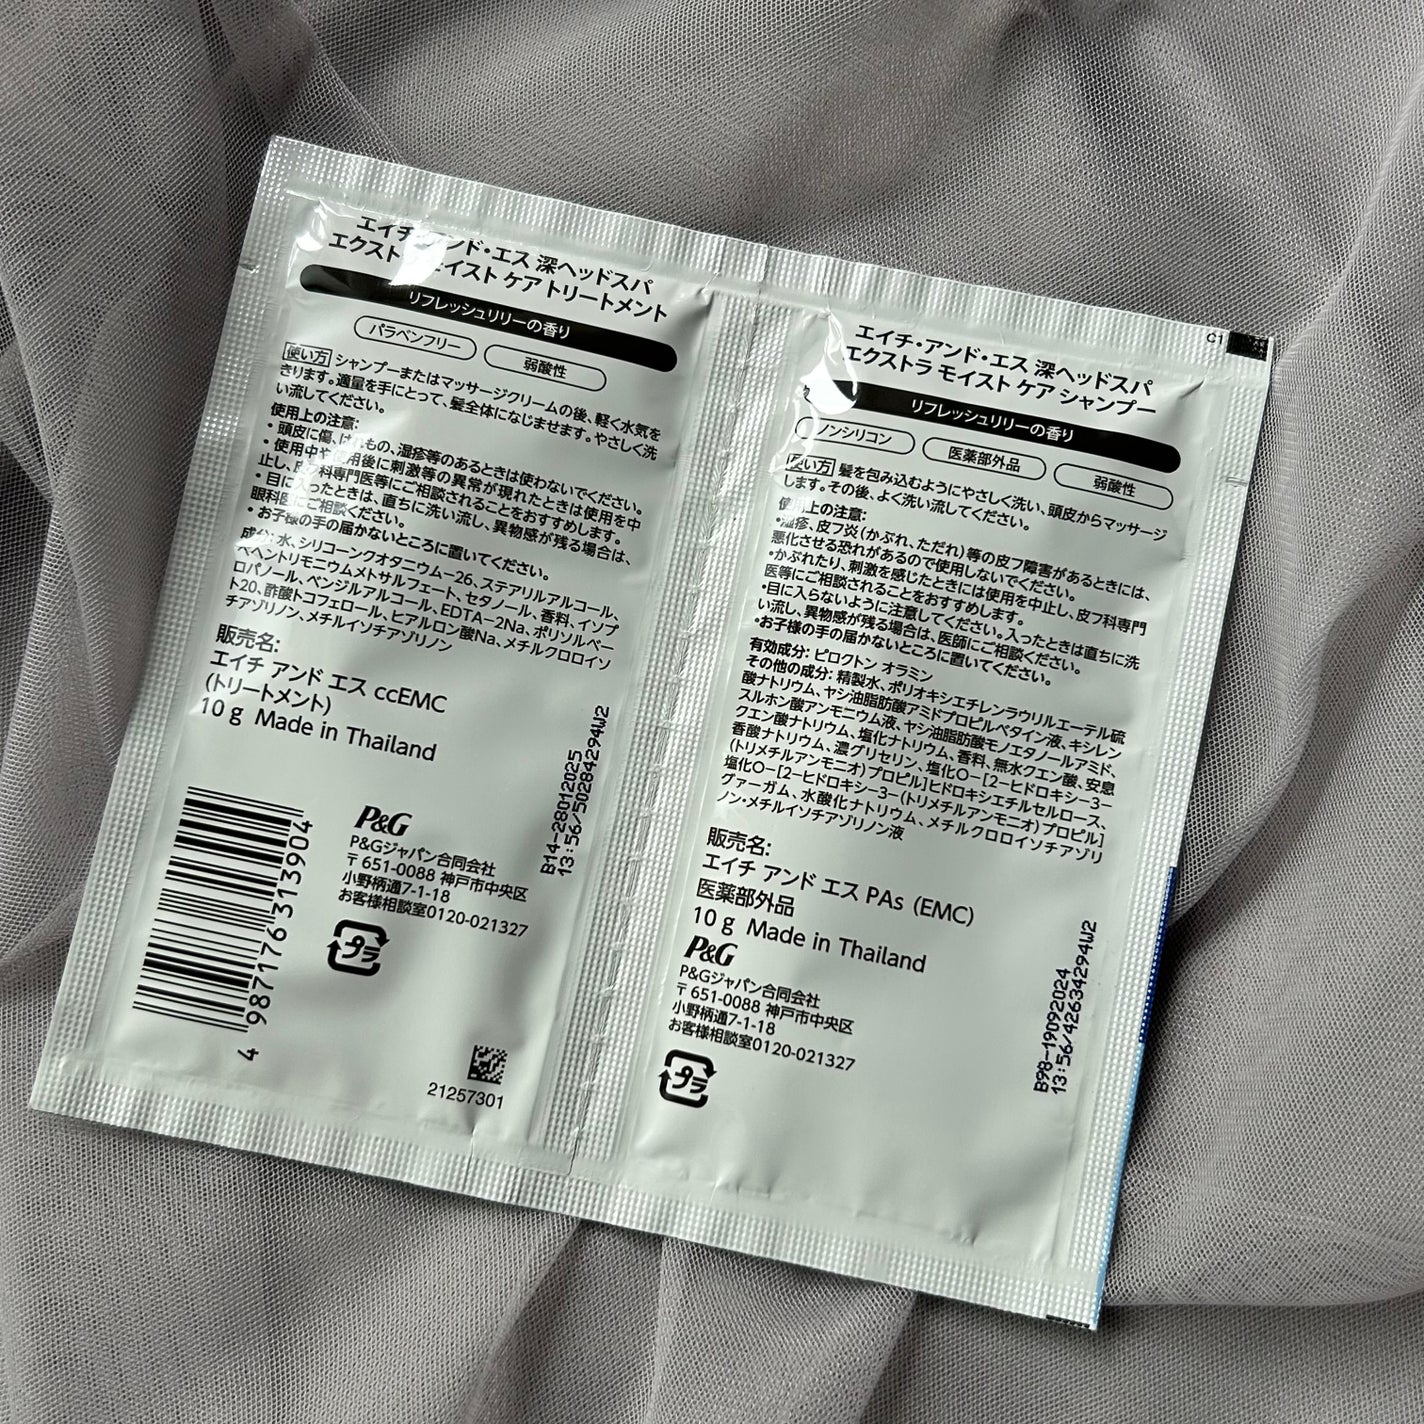 エイチ・アンド・エス 深ヘッドスパ
エクストラ モイスト ケア トリートメント
リフレッシュリリーの香り
パラベンフリー
弱酸性
使い方 シャンプーまたはマッサージクリームの後、軽く水気を
きります。適量を手にとって、髪全体になじませます。やさしく洗
い流してください。
使用上の注意:
・頭皮に傷、はれもの、湿疹等のあるときは使わないでください。
・使用中や使用後に刺激等の異常が現れたときは使用を中
止し、皮フ科専門医等にご相談されることをおすすめします。
・目に入ったときは、直ちに洗い流し、異物感が残る場合は、
眼科医にご相談ください。
・お子様の手の届かないところに置いてください。
成分: 水、シリコーンクオタニウム-26、ステアリルアルコール、
ベヘントリモニウムメトサルフェート、セタノール、香料、イソプ
ロパノール、ベンジルアルコール、EDTA-2Na、ポリソルベー
ト20、酢酸トコフェロール、ヒアルロン酸Na、メチルクロロイソ
チアゾリノン、メチルイソチアゾリノン
販売名:
エイチ アンド エス ccEMC
(トリートメント)
10 g Made in Thailand
4 987176 313904
P&G
P&Gジャパン合同会社
〒651-0088 神戸市中央区
小野柄通7-1-18
お客様相談室0120-021327
プラ
21257301
B14-28012025
13:56/50284294W2
C1
エイチ・アンド・エス 深ヘッドスパ
エクストラ モイスト ケア シャンプー
リフレッシュリリーの香り
ノンシリコン
医薬部外品
弱酸性
使い方 髪を包み込むようにやさしく洗い、頭皮からマッサージ
します。その後、よく洗い流してください。
使用上の注意:
・湿疹、皮フ炎(かぶれ、ただれ)等の皮フ障害があるときには、
悪化させる恐れがあるので使用しないでください。
・かぶれたり、刺激を感じたときには使用を中止し、皮フ科専門
医等にご相談されることをおすすめします。
・目に入らないように注意してください。入ったときは直ちに洗
い流し、異物感が残る場合は、医師にご相談ください。
・お子様の手の届かないところに置いてください。
有効成分: ピロクトン オラミン
その他の成分: 精製水、ポリオキシエチレンラウリルエーテル硫
酸ナトリウム、ヤシ油脂肪酸アミドプロピルベタイン液、キシレン
スルホン酸アンモニウム液、ヤシ油脂肪酸モノエタノールアミド、
クエン酸ナトリウム、塩化ナトリウム、香料、無水クエン酸、安息
香酸ナトリウム、濃グリセリン、塩化O-[2-ヒドロキシ-3-
(トリメチルアンモニオ)プロピル]ヒドロキシエチルセルロース、
塩化O-[2-ヒドロキシ-3-(トリメチルアンモニオ)プロピル]
グァーガム、水酸化ナトリウム、メチルクロロイソチアゾリ
ノン・メチルイソチアゾリノン液
販売名:
エイチ アンド エス PAs (EMC)
医薬部外品
10 g Made in Thailand
P&G
P&Gジャパン合同会社
〒651-0088 神戸市中央区
小野柄通7-1-18
お客様相談室0120-021327
プラ
B98-19092024
13:56/42634294W2